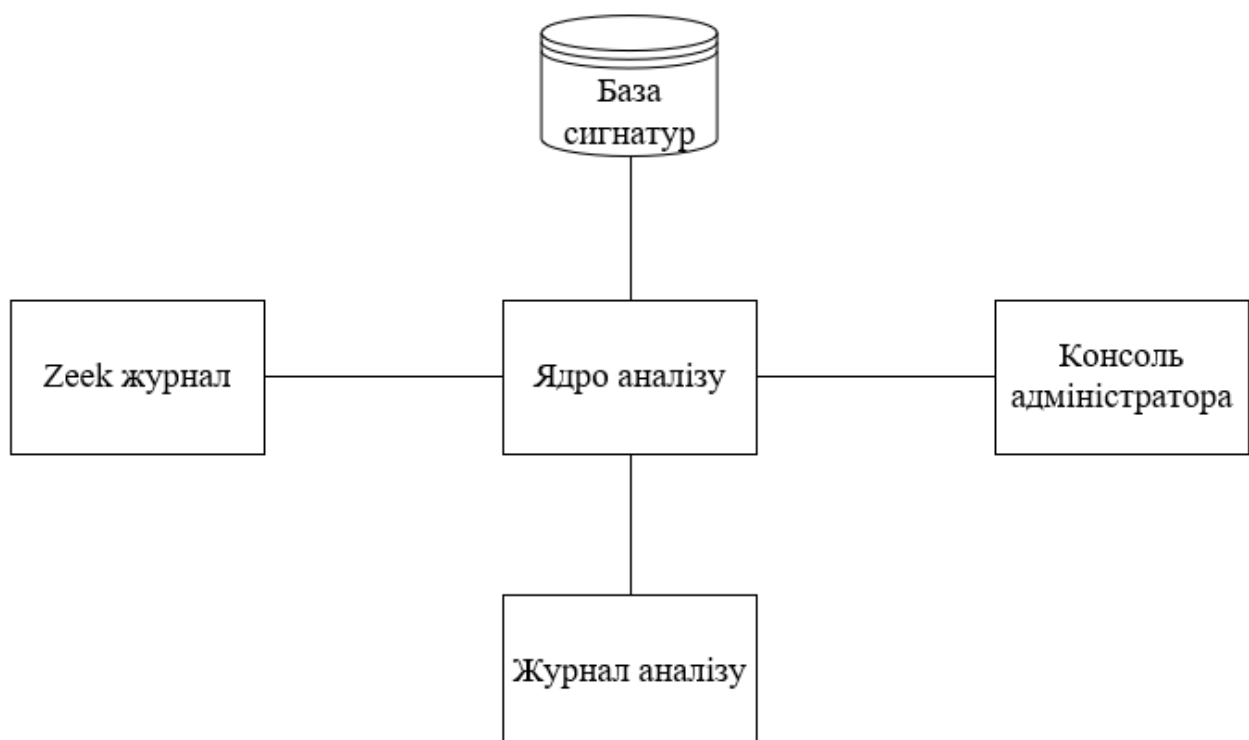 База
сигнатур
Zeek журнал
Ядро аналізу
Консоль
адміністратора
Журнал аналізу